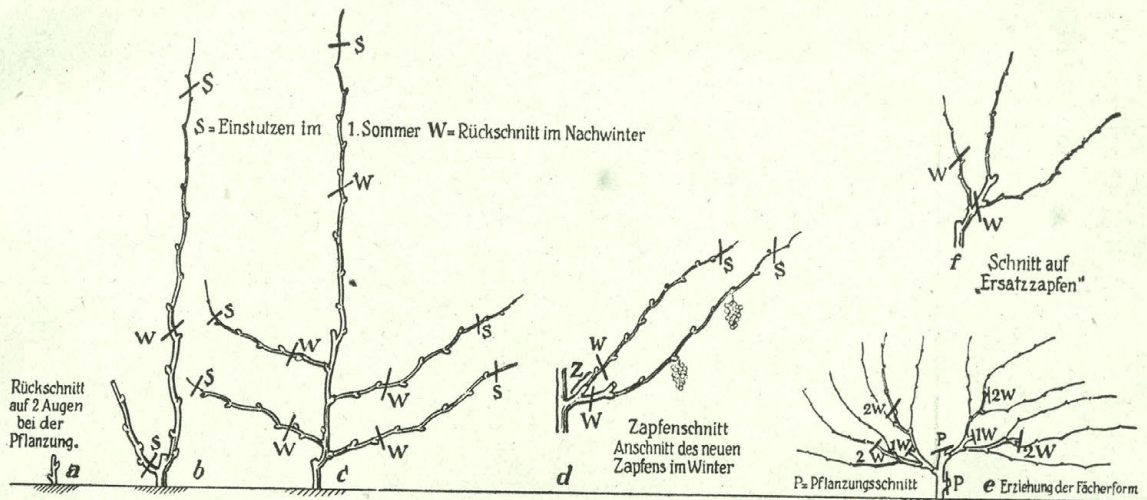 S
S
S = Einstutzen im 1. Sommer W = Rückschnitt im Nachwinter
W
W
Rückschnitt
auf 2 Augen
bei der
Pflanzung.
a
S
b
W
S
S
S
W
W
S
W
W
c
S
S
Z
W
W
d
Zapfenschnitt
Anschnitt des neuen
Zapfens im Winter
W
W
f
Schnitt auf
„Ersatzzapfen"
2W
2W
2 W
1W
P
1W
2W
P = Pflanzungsschnitt
P
e Erziehung der Fächerform